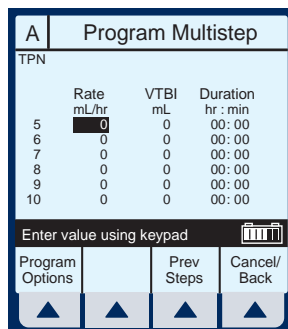 A Program Multistep
TPN
Rate VTBI Duration
mL/hr mL hr : min
5 0 0 00: 00
6 0 0 00: 00
7 0 0 00: 00
8 0 0 00: 00
9 0 0 00: 00
10 0 0 00: 00
Enter value using keypad
Program Prev Cancel/
Options Steps Back